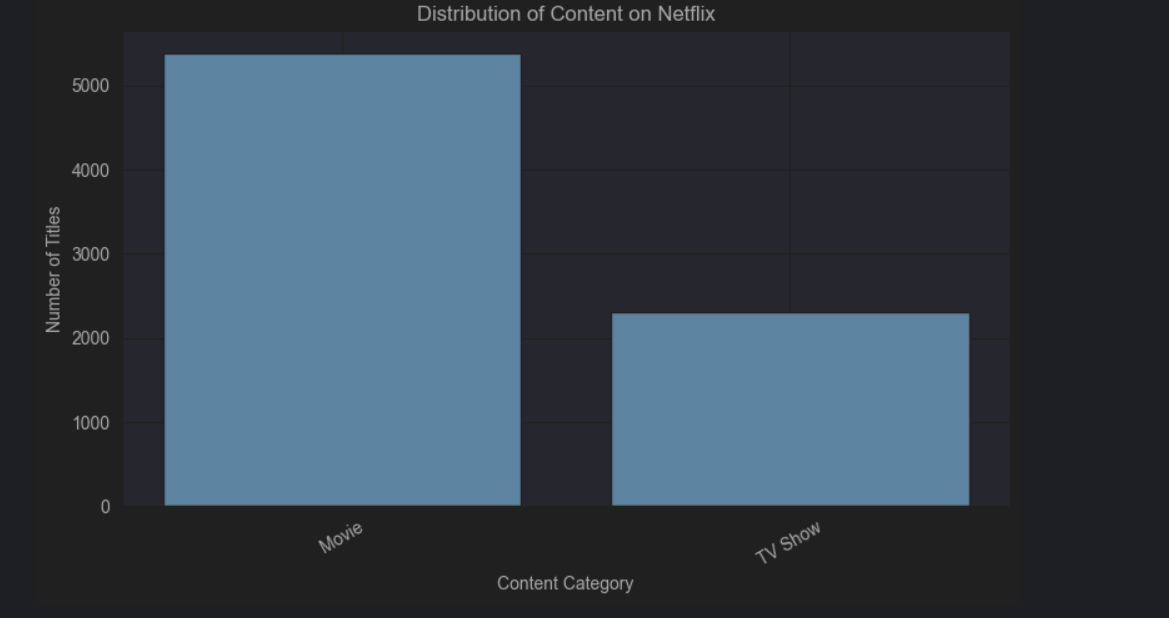 Distribution of Content on Netflix
5000
4000
3000
2000
1000
0
Number of Titles
Movie
TV Show
Content Category